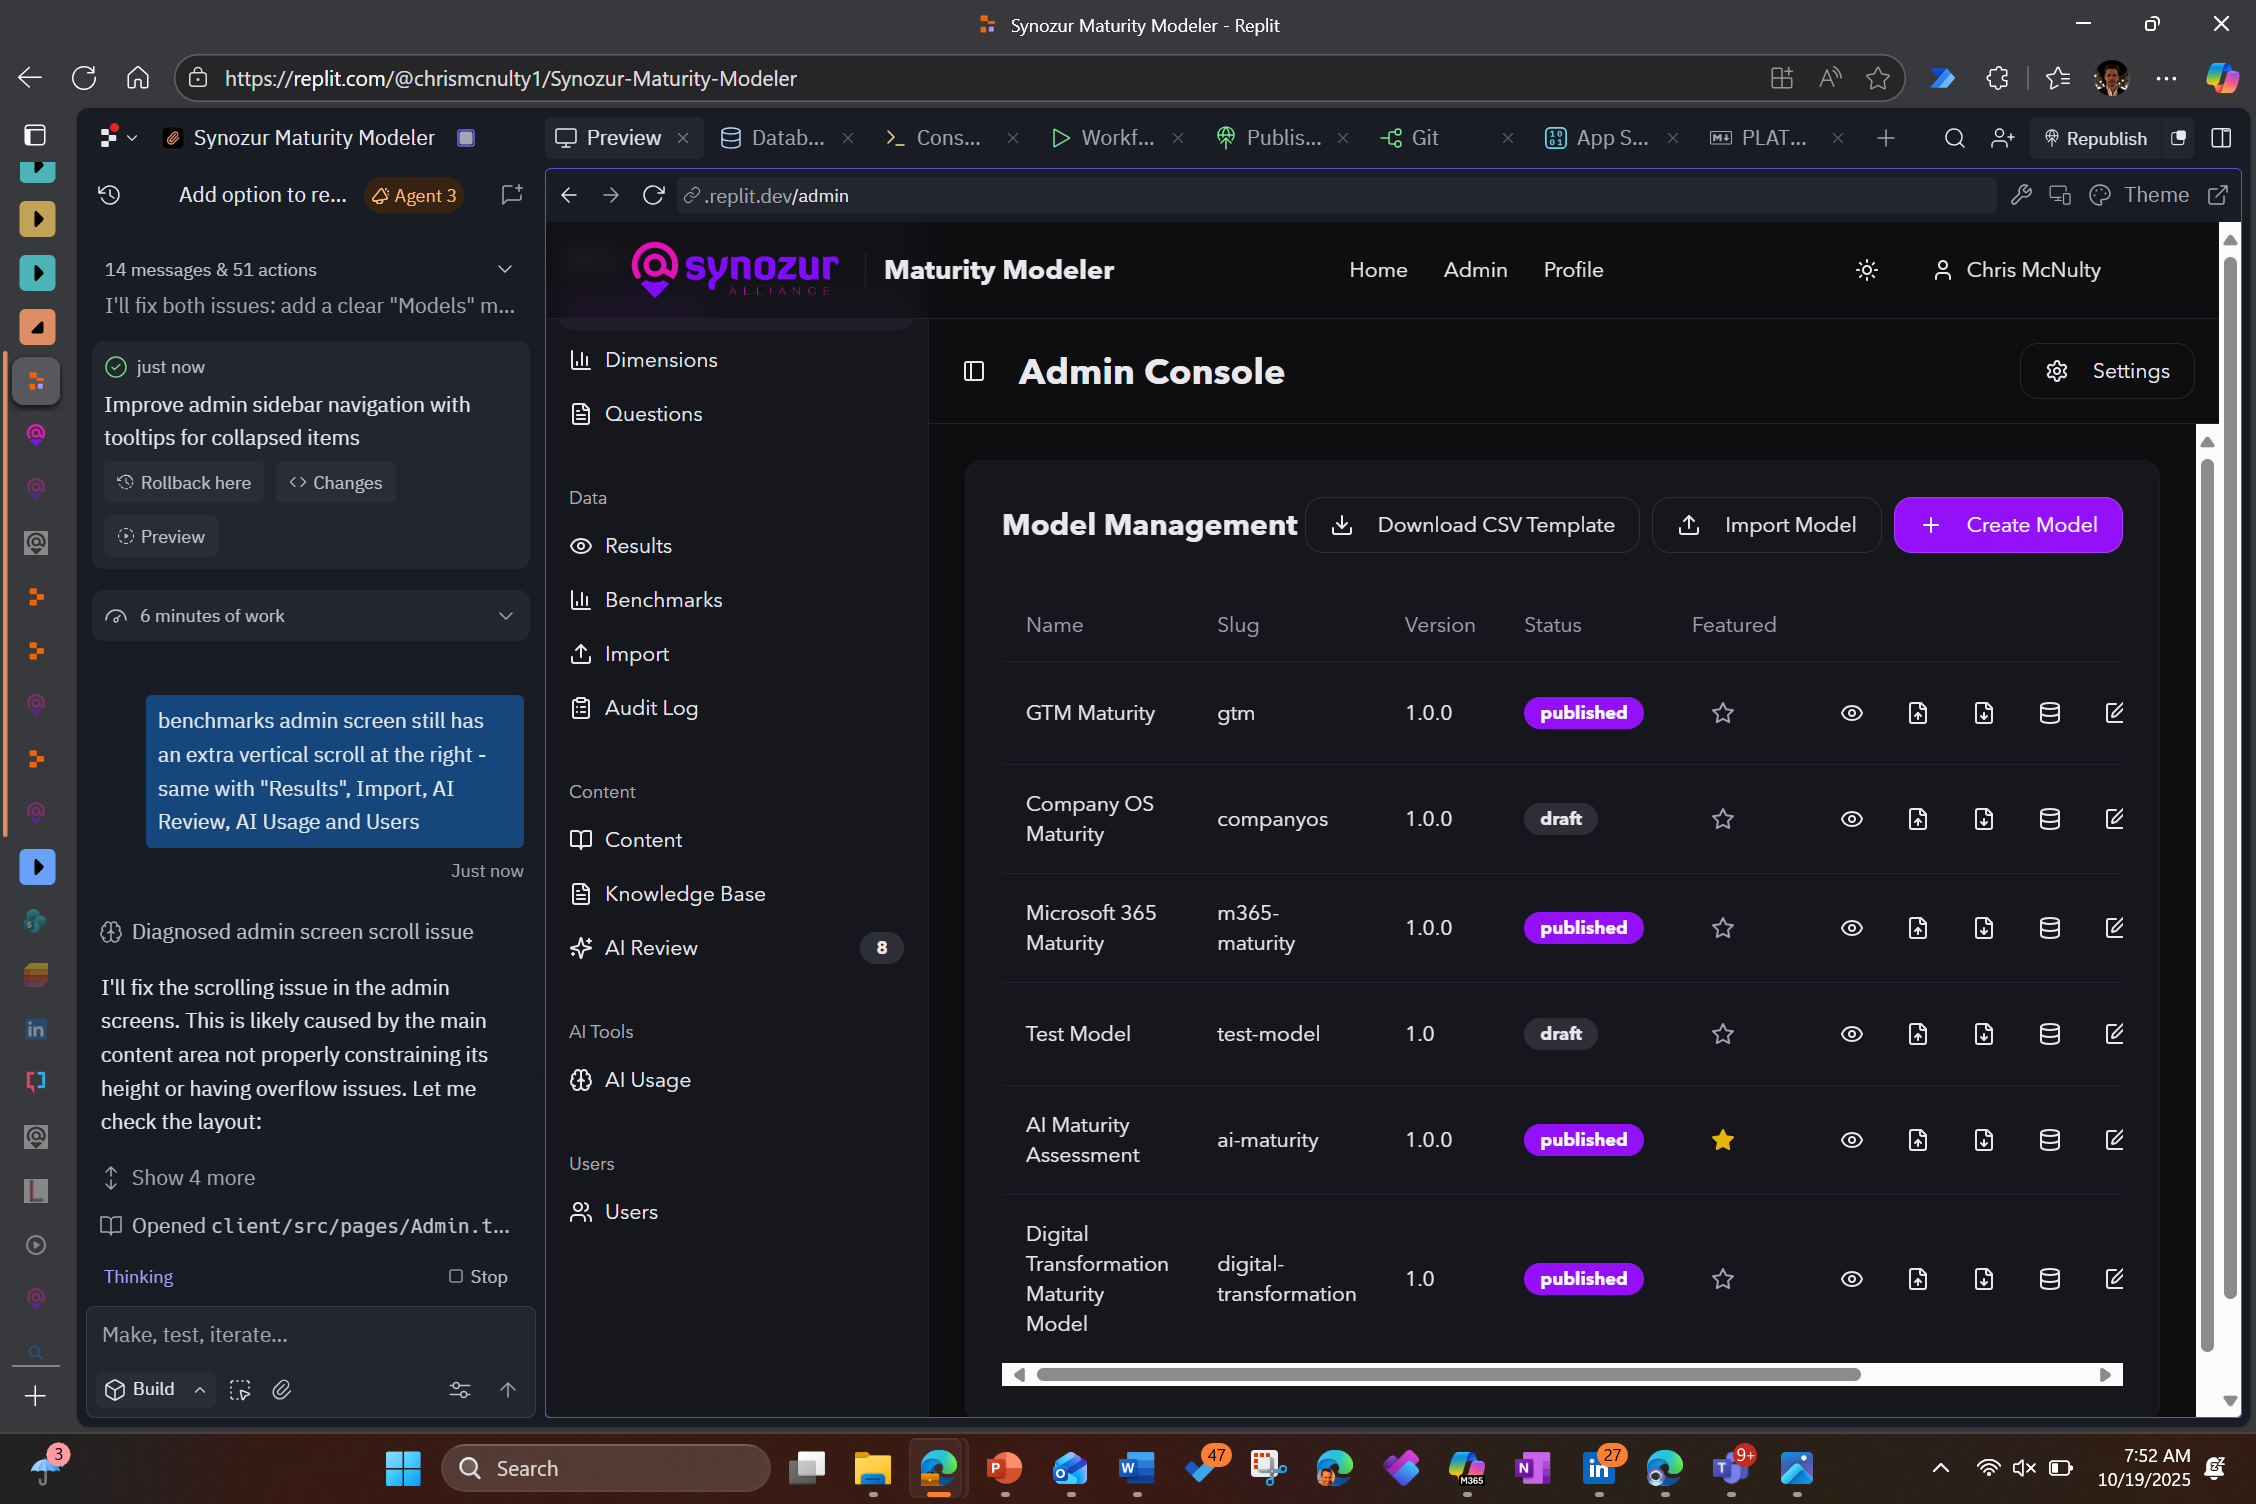 Synozur Maturity Modeler - Replit
https://replit.com/@chrismcnulty1/Synozur-Maturity-Modeler
Synozur Maturity Modeler
Preview
Datab...
Cons...
Workf...
Publis...
Git
App S...
PLAT...
Republish
Add option to re...
Agent 3
.replit.dev/admin
Theme
14 messages & 51 actions
I'll fix both issues: add a clear "Models" m...
just now
Improve admin sidebar navigation with
tooltips for collapsed items
Rollback here
Changes
Preview
6 minutes of work
benchmarks admin screen still has
an extra vertical scroll at the right -
same with "Results", Import, AI
Review, AI Usage and Users
Just now
Diagnosed admin screen scroll issue
I'll fix the scrolling issue in the admin
screens. This is likely caused by the main
content area not properly constraining its
height or having overflow issues. Let me
check the layout:
Show 4 more
Opened client/src/pages/Admin.t...
Thinking
Stop
Make, test, iterate...
Build
synozur
ALLIANCE
Maturity Modeler
Home
Admin
Profile
Chris McNulty
Dimensions
Questions
Data
Results
Benchmarks
Import
Audit Log
Content
Content
Knowledge Base
AI Review
8
AI Tools
AI Usage
Users
Users
Admin Console
Settings
Model Management
Download CSV Template
Import Model
Create Model
Name Slug Version Status Featured
GTM Maturity gtm 1.0.0 published
Company OS
Maturity
companyos 1.0.0 draft
Microsoft 365
Maturity
m365-
maturity
1.0.0 published
Test Model test-model 1.0 draft
AI Maturity
Assessment
ai-maturity 1.0.0 published
Digital
Transformation
Maturity
Model
digital-
transformation
1.0 published
3
Search
47
M365
27
9+
7:52 AM
10/19/2025